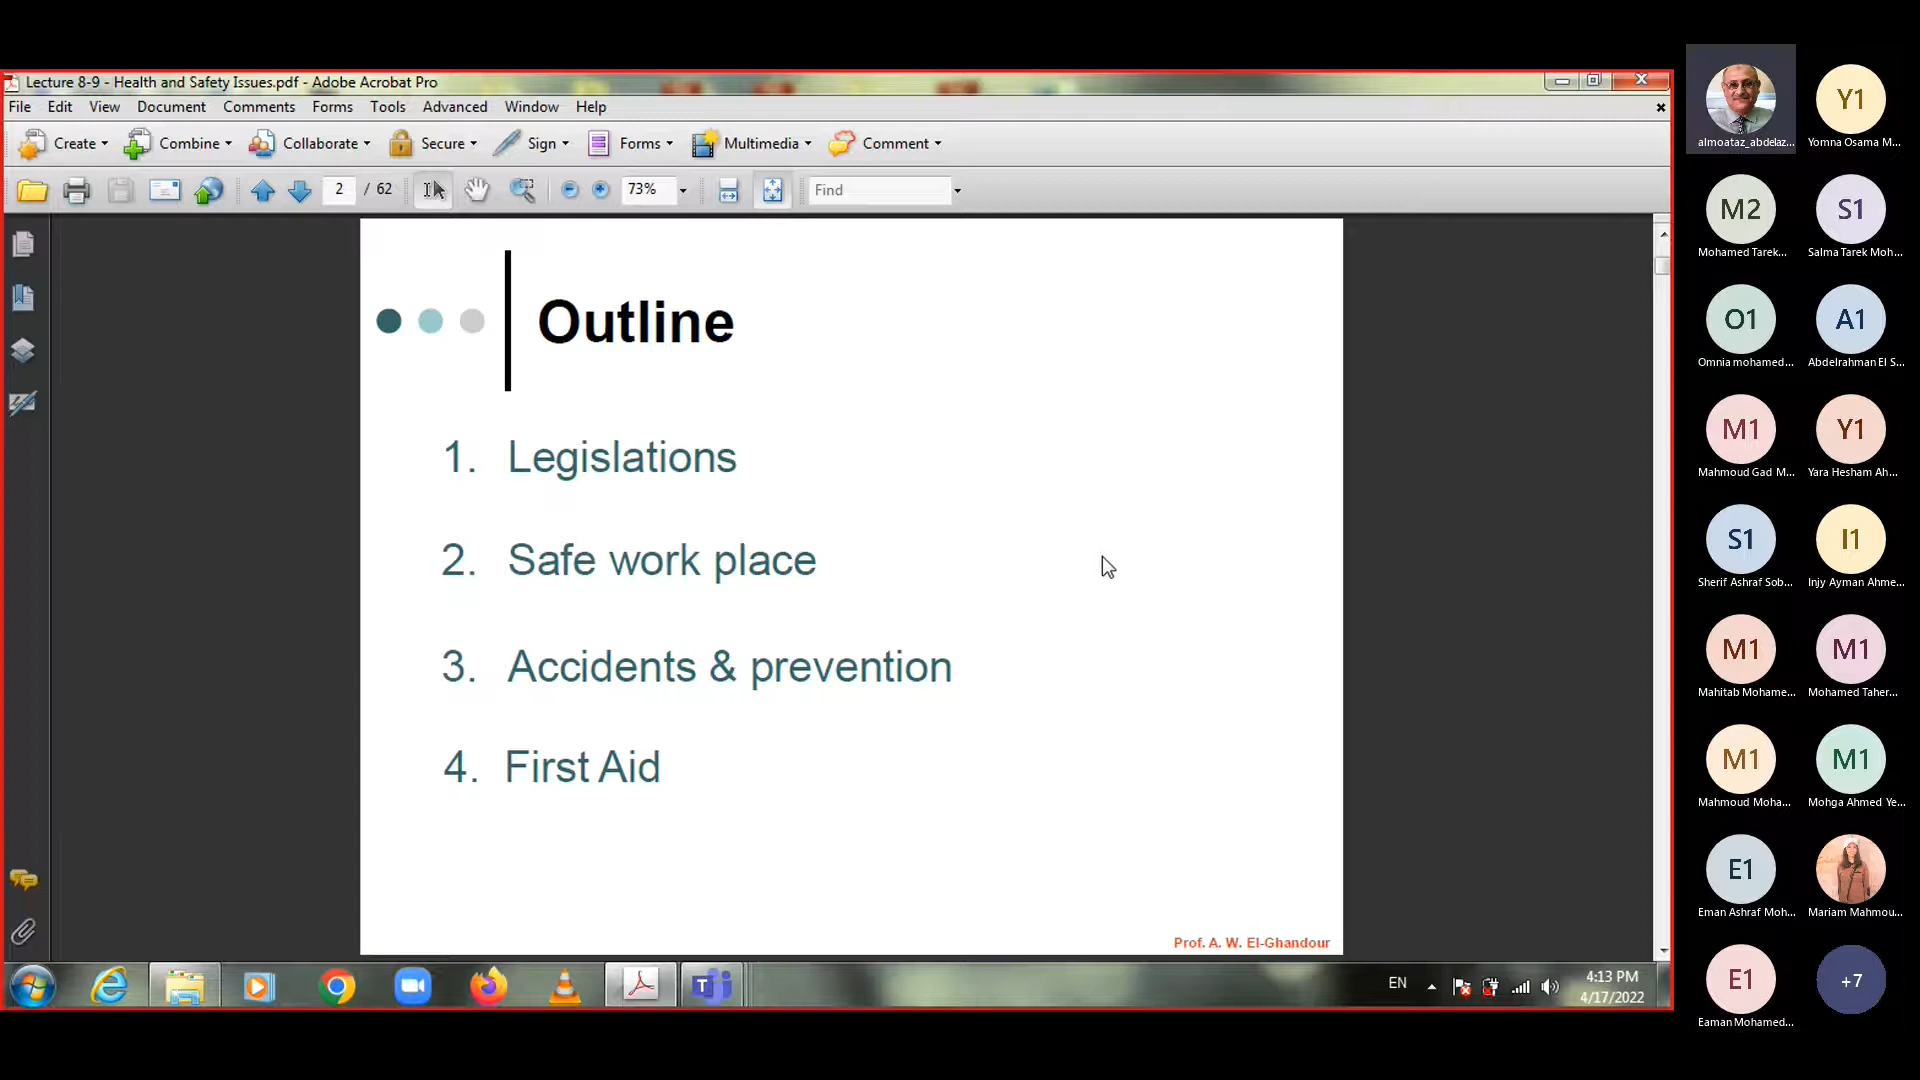 Lecture 8-9 - Health and Safety Issues.pdf - Adobe Acrobat Pro
File Edit View Document Comments Forms Tools Advanced Window Help
Create Combine Collaborate Secure Sign Forms Multimedia Comment
2 / 62 73% Find
Outline
1. Legislations
2. Safe work place
3. Accidents & prevention
4. First Aid
Prof. A. W. El-Ghandour
EN
4:13 PM
4/17/2022
almoataz_abdelaz...
Y1
Yomna Osama M...
M2
Mohamed Tarek...
S1
Salma Tarek Moh...
O1
Omnia mohamed...
A1
Abdelrahman El S...
M1
Mahmoud Gad M...
Y1
Yara Hesham Ah...
S1
Sherif Ashraf Sob...
I1
Injy Ayman Ahme...
M1
Mahitab Mohame...
M1
Mohamed Taher...
M1
Mahmoud Moha...
M1
Mohga Ahmed Ye...
E1
Eman Ashraf Moh...
Mariam Mahmou...
E1
Eaman Mohamed...
+7